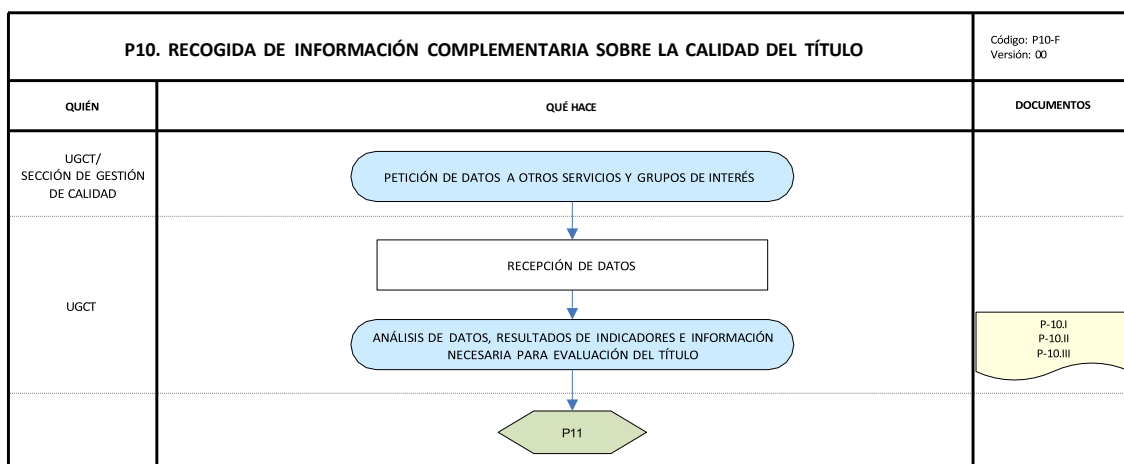 P10. RECOGIDA DE INFORMACIÓN COMPLEMENTARIA SOBRE LA CALIDAD DEL TÍTULO
Código: P10-F
Versión: 00
QUIÉN
QUÉ HACE
DOCUMENTOS
UGCT/
SECCIÓN DE GESTIÓN
DE CALIDAD
PETICIÓN DE DATOS A OTROS SERVICIOS Y GRUPOS DE INTERÉS
UGCT
RECEPCIÓN DE DATOS
ANÁLISIS DE DATOS, RESULTADOS DE INDICADORES E INFORMACIÓN
NECESARIA PARA EVALUACIÓN DEL TÍTULO
P-10.I
P-10.II
P-10.III
P11